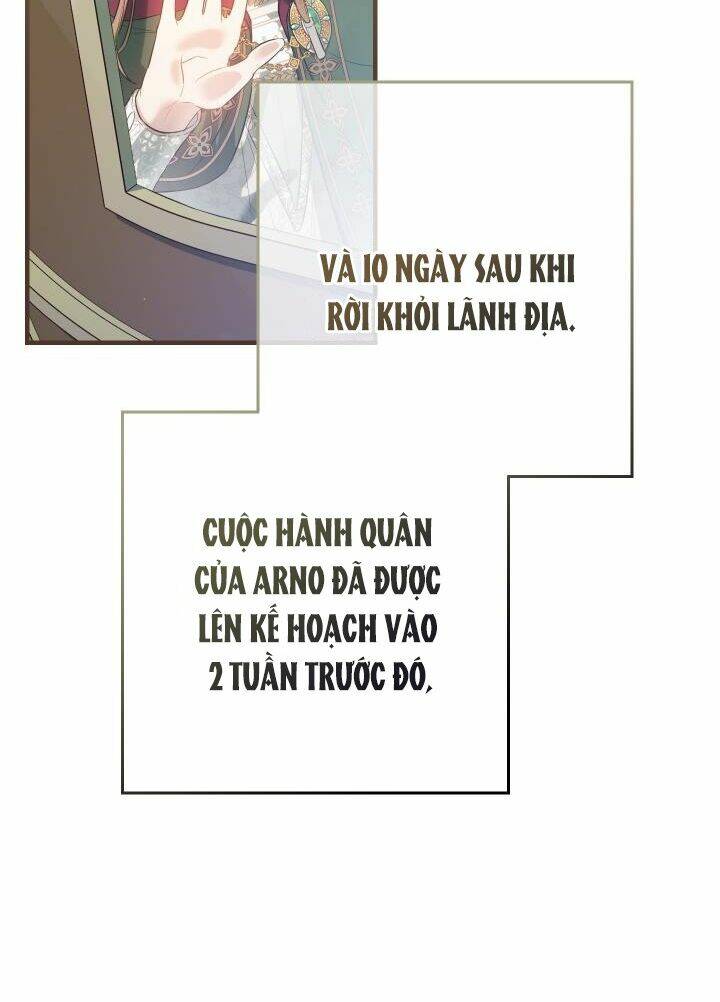 VÀ 10 NGÀY SAU KHI
RỜI KHỎI LÃNH ĐỊA.
CUỘC HÀNH QUÂN
CỦA ARNO ĐÃ ĐƯỢC
LÊN KẾ HOẠCH VÀO
2 TUẦN TRƯỚC ĐÓ,